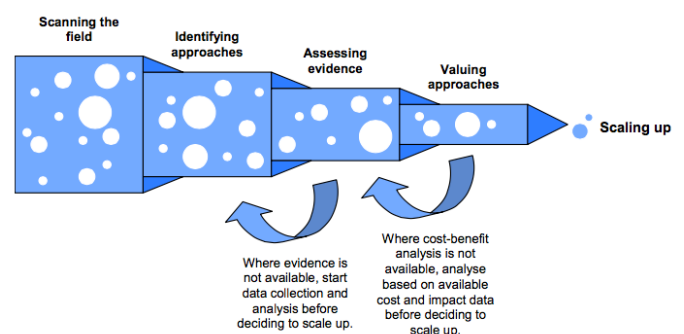 Scanning the
field
Identifying
approaches
Assessing
evidence
Valuing
approaches
Scaling up
Where evidence is
not available, start
data collection and
analysis before
deciding to scale up.
Where cost-benefit
analysis is not
available, analyse
based on available
cost and impact data
before deciding to
scale up.